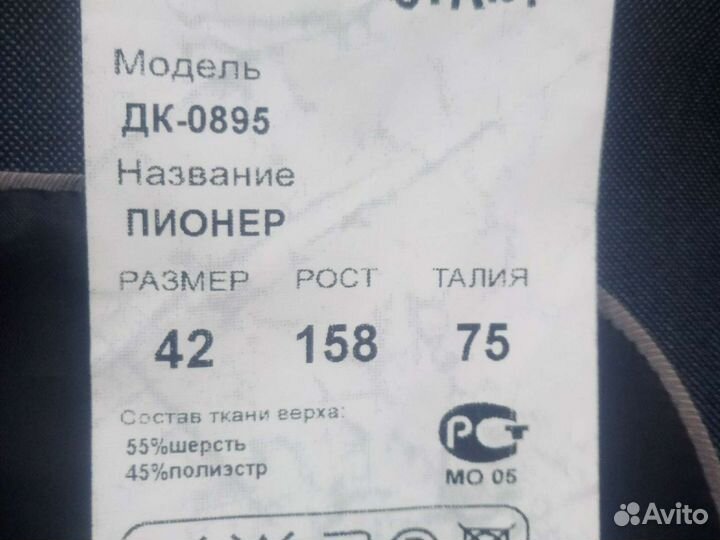 Модель
ДК-0895
Название
ПИОНЕР
РАЗМЕР РОСТ ТАЛИЯ
42 158 75
Состав ткани верха:
55%шерсть
45%полиэстр
РСТ
МО 05
Avito